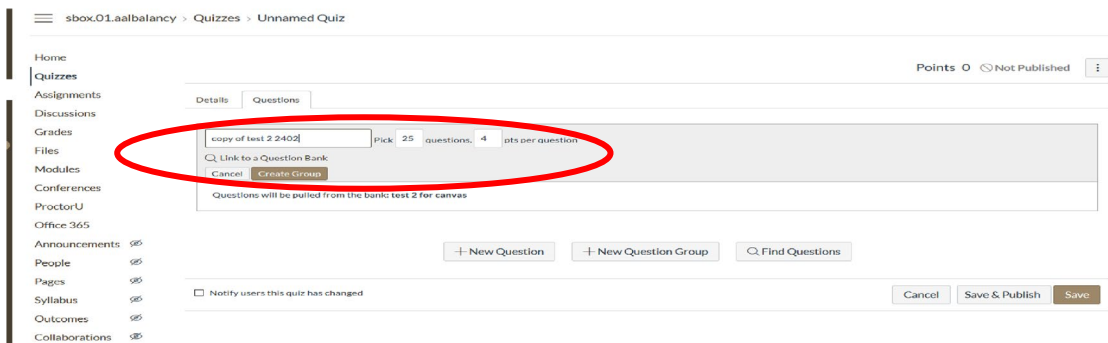 sbox.01.aalbalancy > Quizzes > Unnamed Quiz
Home
Quizzes
Assignments
Discussions
Grades
Files
Modules
Conferences
ProctorU
Office 365
Announcements
People
Pages
Syllabus
Outcomes
Collaborations
Points 0 Not Published
Details Questions
copy of test 2 2402 Pick 25 questions, 4 pts per question
Link to a Question Bank
Cancel Create Group
Questions will be pulled from the bank: test 2 for canvas
+ New Question + New Question Group Find Questions
Notify users this quiz has changed
Cancel Save & Publish Save